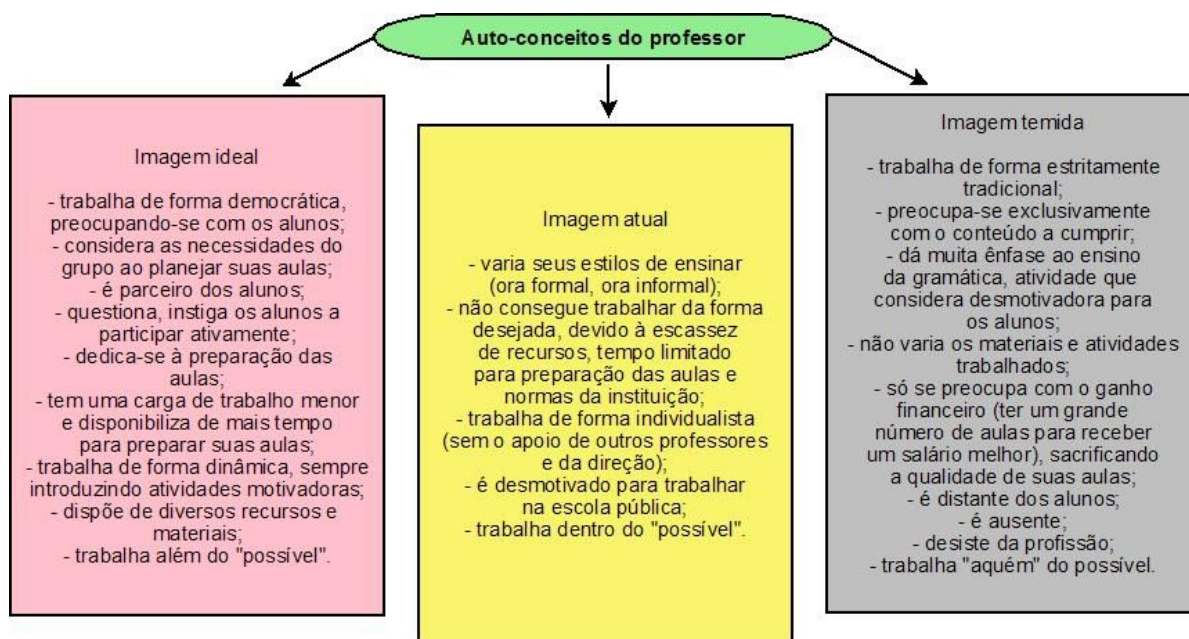 Auto-conceitos do professor
Imagem ideal
- trabalha de forma democrática,
preocupando-se com os alunos;
- considera as necessidades do
grupo ao planejar suas aulas;
- é parceiro dos alunos;
- questiona, instiga os alunos a
participar ativamente;
- dedica-se à preparação das
aulas;
- tem uma carga de trabalho menor
e disponibiliza de mais tempo
para preparar suas aulas;
- trabalha de forma dinâmica, sempre
introduzindo atividades motivadoras;
- dispõe de diversos recursos e
materiais;
- trabalha além do "possível".
Imagem atual
- varia seus estilos de ensinar
(ora formal, ora informal);
- não consegue trabalhar da forma
desejada, devido à escassez
de recursos, tempo limitado
para preparação das aulas e
normas da instituição;
- trabalha de forma individualista
(sem o apoio de outros professores
e da direção);
- é desmotivado para trabalhar
na escola pública;
- trabalha dentro do "possível".
Imagem temida
- trabalha de forma estritamente
tradicional;
- preocupa-se exclusivamente
com o conteúdo a cumprir;
- dá muita ênfase ao ensino
da gramática, atividade que
considera desmotivadora para
os alunos;
- não varia os materiais e atividades
trabalhados;
- só se preocupa com o ganho
financeiro (ter um grande
número de aulas para receber
um salário melhor), sacrificando
a qualidade de suas aulas;
- é distante dos alunos;
- é ausente;
- desiste da profissão;
- trabalha "aquém" do possível.